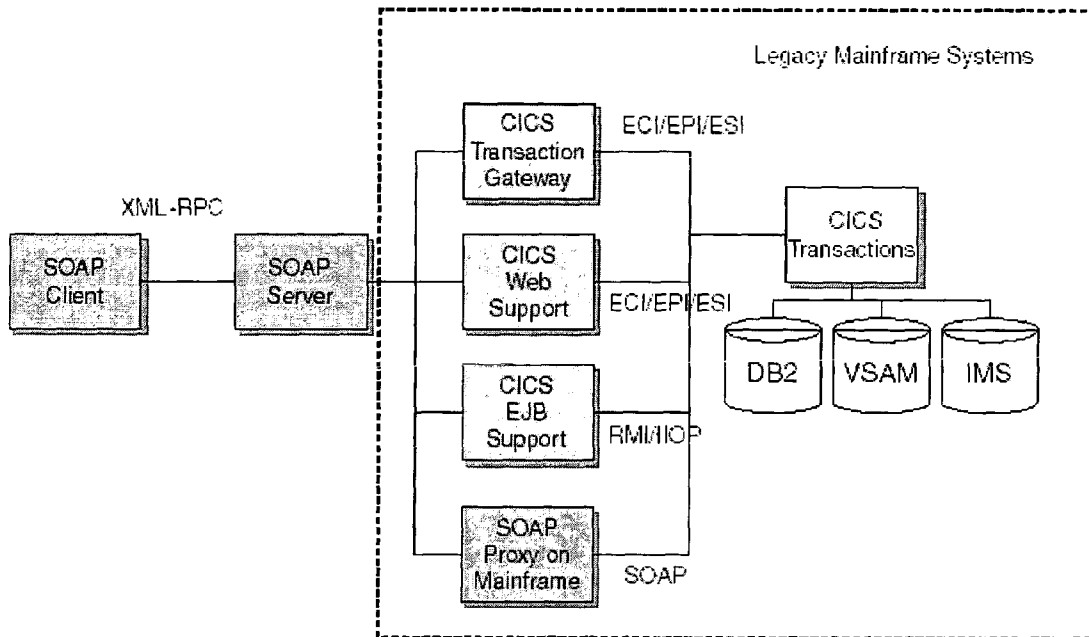 Legacy Mainframe Systems
CICS
Transaction
Gateway
ECI/EPI/ESI
XML-RPC
SOAP
Client
SOAP
Server
CICS
Web
Support
ECI/EPI/ESI
CICS
Transactions
DB2
VSAM
IMS
CICS
EJB
Support
RMI/IIOP
SOAP
Proxy on
Mainframe
SOAP